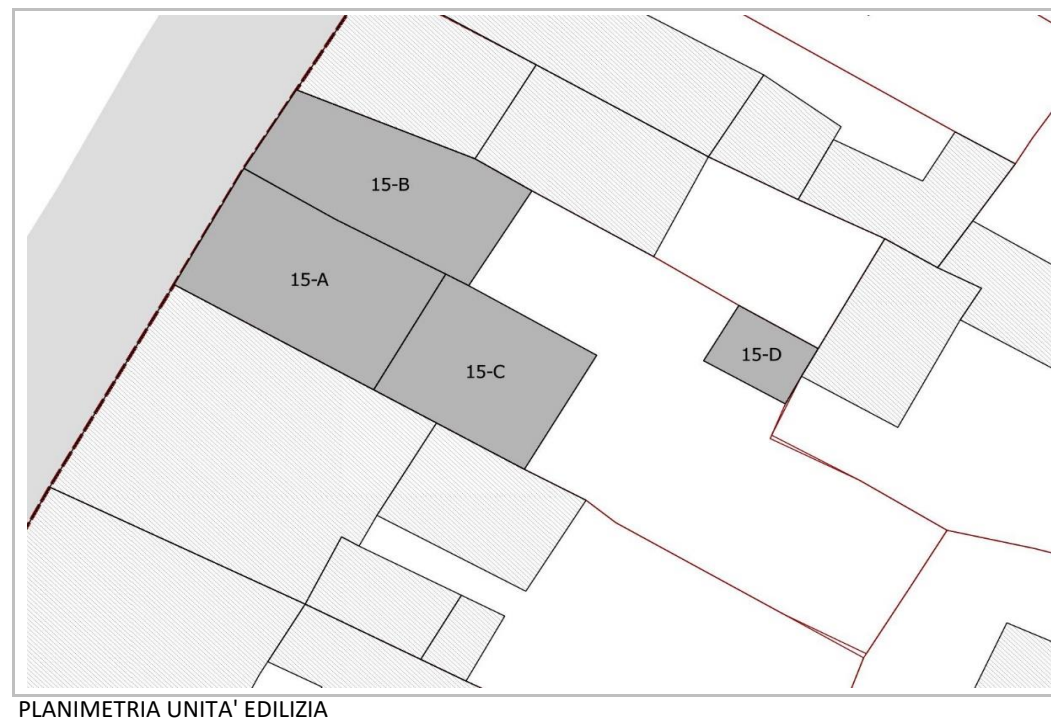 15-B
15-A
15-C
15-D
PLANIMETRIA UNITA' EDILIZIA